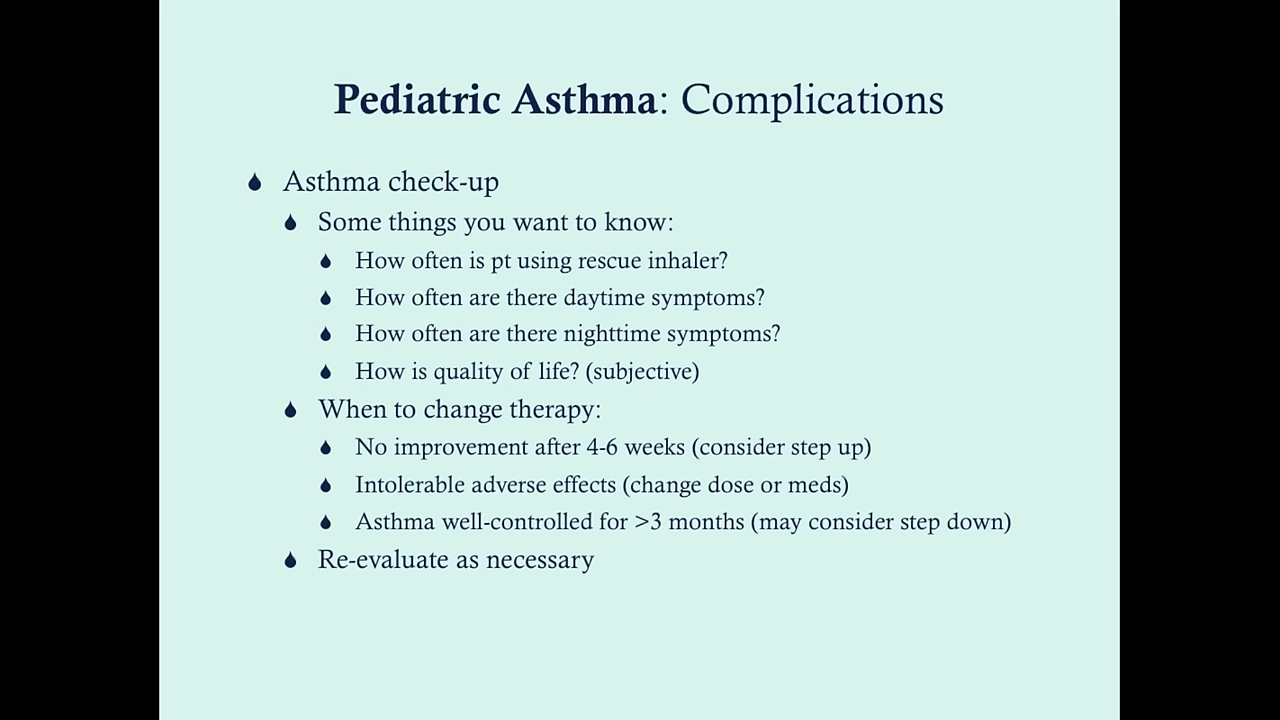 Pediatric Asthma: Complications
Asthma check-up
Some things you want to know:
How often is pt using rescue inhaler?
How often are there daytime symptoms?
How often are there nighttime symptoms?
How is quality of life? (subjective)
When to change therapy:
No improvement after 4-6 weeks (consider step up)
Intolerable adverse effects (change dose or meds)
Asthma well-controlled for >3 months (may consider step down)
Re-evaluate as necessary